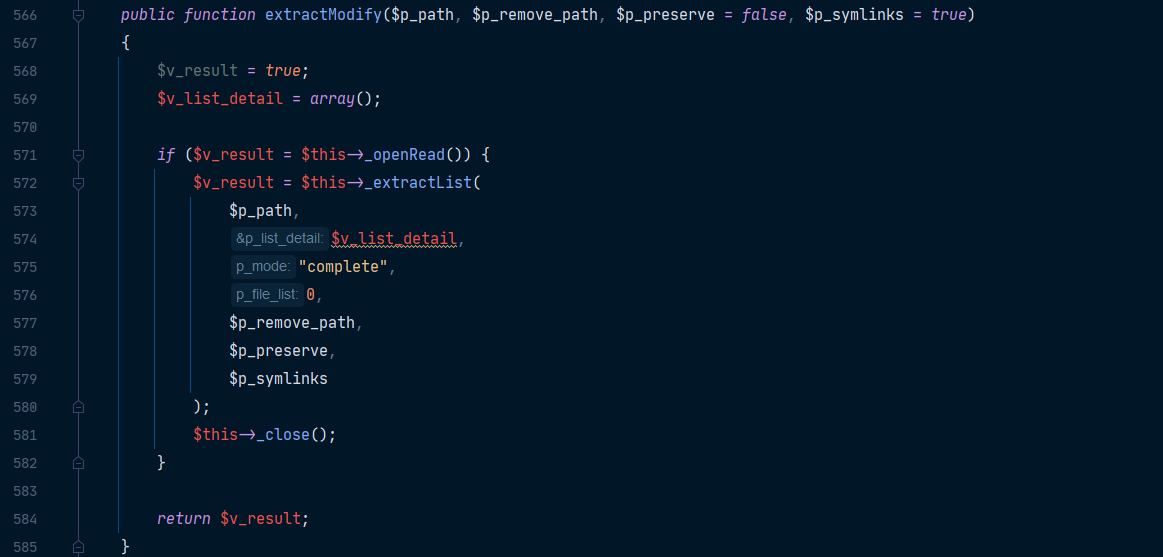 566 public function extractModify($p_path, $p_remove_path, $p_preserve = false, $p_symlinks = true)
567 {
568 $v_result = true;
569 $v_list_detail = array();
570
571 if ($v_result = $this->_openRead()) {
572 $v_result = $this->_extractList(
573 $p_path,
574 &p_list_detail: $v_list_detail,
575 p_mode: "complete",
576 p_file_list: 0,
577 $p_remove_path,
578 $p_preserve,
579 $p_symlinks
580 );
581 $this->_close();
582 }
583
584 return $v_result;
585 }